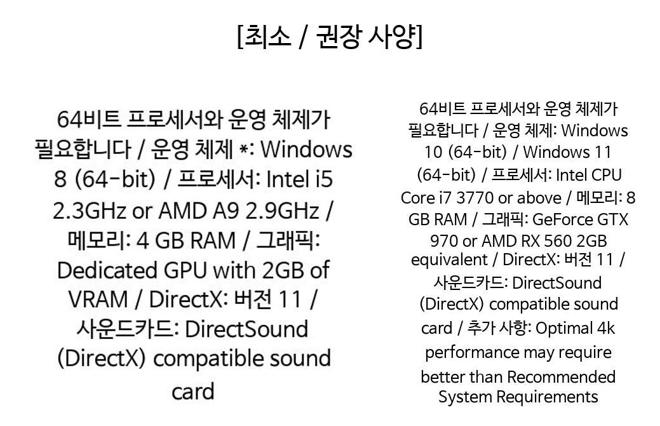 [최소 / 권장 사양]
64비트 프로세서와 운영 체제가
필요합니다 / 운영 체제 *: Windows
8 (64-bit) / 프로세서: Intel i5
2.3GHz or AMD A9 2.9GHz /
메모리: 4 GB RAM / 그래픽:
Dedicated GPU with 2GB of
VRAM / DirectX: 버전 11 /
사운드카드: DirectSound
(DirectX) compatible sound
card
64비트 프로세서와 운영 체제가
필요합니다 / 운영 체제: Windows
10 (64-bit) / Windows 11
(64-bit) / 프로세서: Intel CPU
Core i7 3770 or above / 메모리: 8
GB RAM / 그래픽: GeForce GTX
970 or AMD RX 560 2GB
equivalent / DirectX: 버전 11 /
사운드카드: DirectSound
(DirectX) compatible sound
card / 추가 사항: Optimal 4k
performance may require
better than Recommended
System Requirements